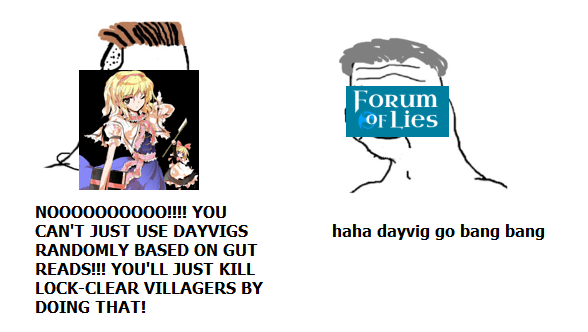 FORUM
OF LIES
NOOOOOOOOOO!!!! YOU
CAN'T JUST USE DAYVIGS
RANDOMLY BASED ON GUT
READS!!! YOU'LL JUST KILL
LOCK-CLEAR VILLAGERS BY
DOING THAT!
haha dayvig go bang bang